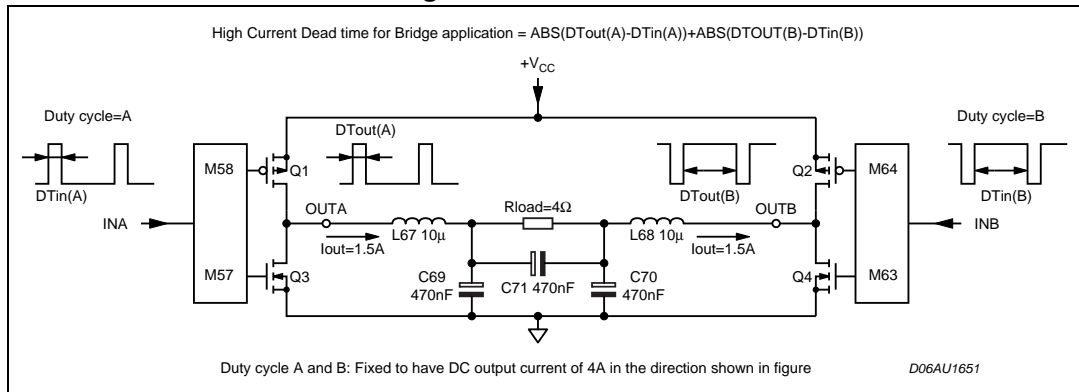 High Current Dead time for Bridge application = ABS(DTout(A)-DTin(A))+ABS(DTOUT(B)-DTin(B))
+VCC
Duty cycle=A
DTin(A)
INA
M58
M57
Q1
Q3
DTout(A)
OUTA
Iout=1.5A
L67 10µ
Rload=4Ω
C69
470nF
C71 470nF
C70
470nF
L68 10µ
Iout=1.5A
DTout(B)
OUTB
Q2
Q4
M64
M63
Duty cycle=B
DTin(B)
INB
Duty cycle A and B: Fixed to have DC output current of 4A in the direction shown in figure
D06AU1651